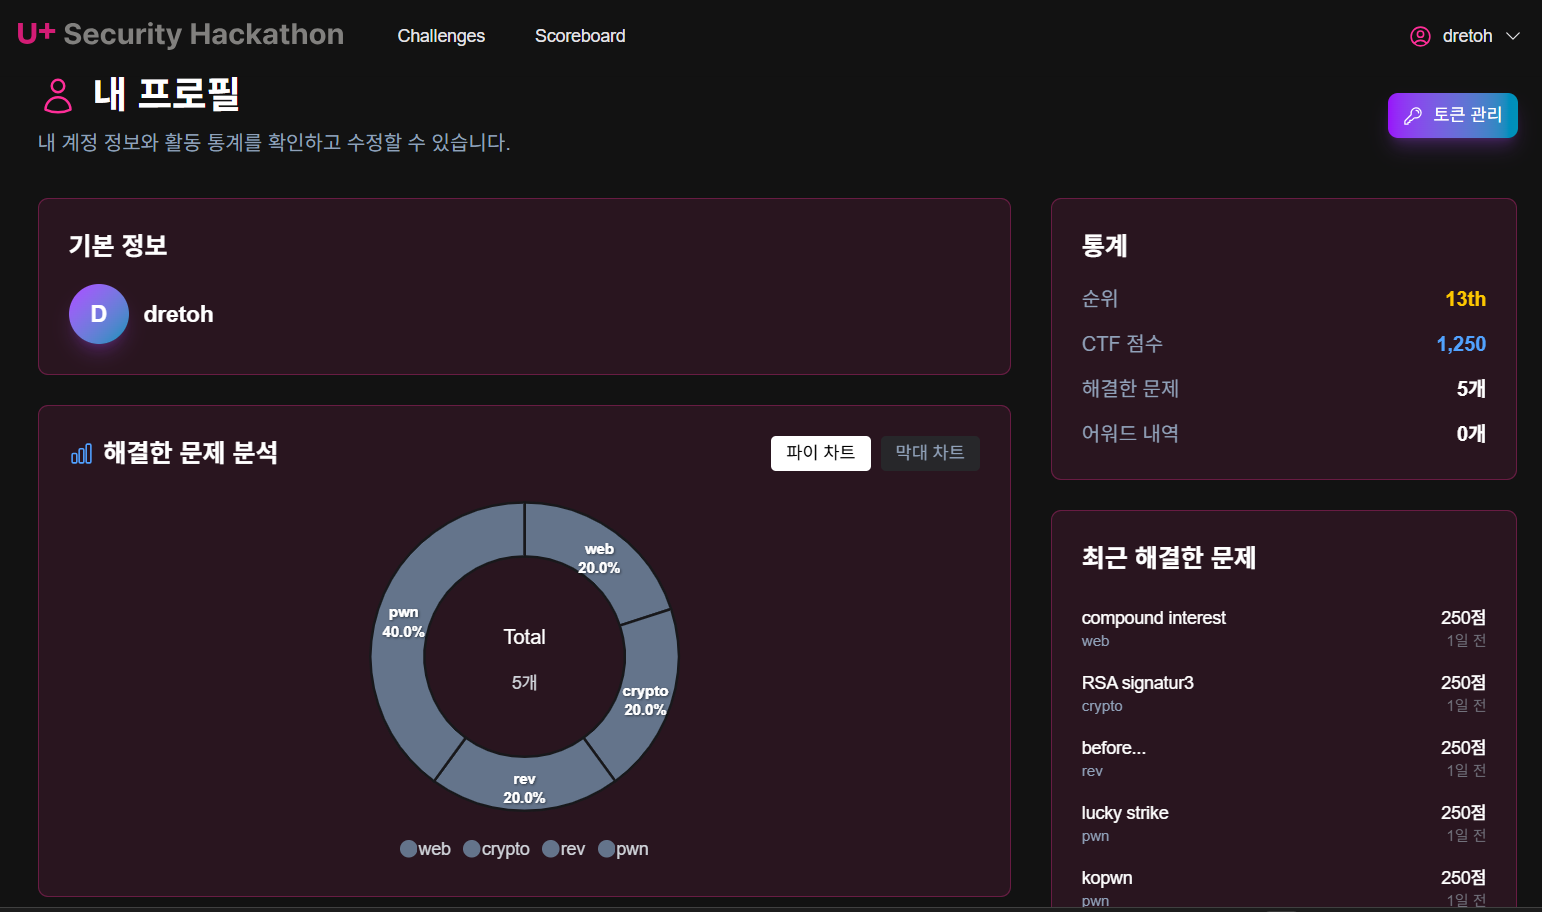 U+ Security Hackathon
Challenges
Scoreboard
dretoh
내 프로필
내 계정 정보와 활동 통계를 확인하고 수정할 수 있습니다.
토큰 관리
기본 정보
D
dretoh
해결한 문제 분석
파이 차트
막대 차트
web
20.0%
pwn
40.0%
Total
5개
crypto
20.0%
rev
20.0%
web crypto rev pwn
통계
순위 13th
CTF 점수 1,250
해결한 문제 5개
어워드 내역 0개
최근 해결한 문제
compound interest 250점
web 1일 전
RSA signatur3 250점
crypto 1일 전
before... 250점
rev 1일 전
lucky strike 250점
pwn 1일 전
kopwn 250점
pwn 1일 전